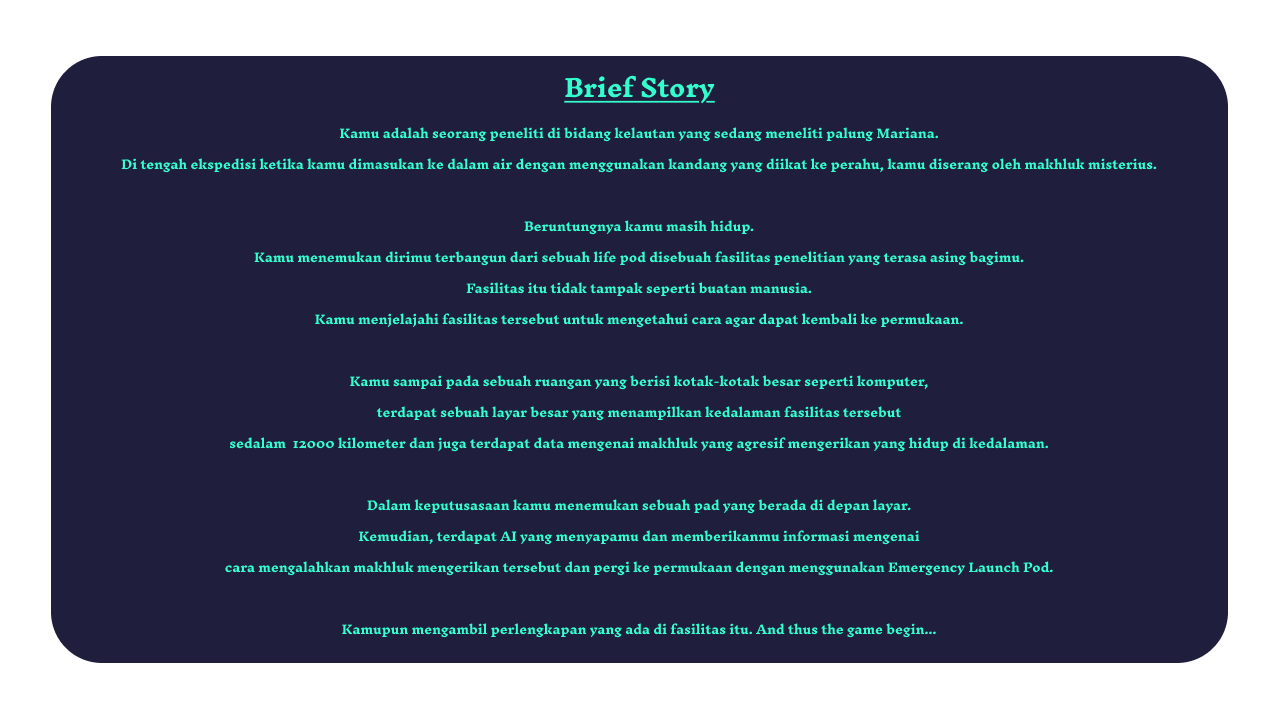 Brief Story
Kamu adalah seorang peneliti di bidang kelautan yang sedang meneliti palung Mariana.
Di tengah ekspedisi ketika kamu dimasukan ke dalam air dengan menggunakan kandang yang diikat ke perahu, kamu diserang oleh makhluk misterius.
Beruntungnya kamu masih hidup.
Kamu menemukan dirimu terbangun dari sebuah life pod disebuah fasilitas penelitian yang terasa asing bagimu.
Fasilitas itu tidak tampak seperti buatan manusia.
Kamu menjelajahi fasilitas tersebut untuk mengetahui cara agar dapat kembali ke permukaan.
Kamu sampai pada sebuah ruangan yang berisi kotak-kotak besar seperti komputer,
terdapat sebuah layar besar yang menampilkan kedalaman fasilitas tersebut
sedalam  12000 kilometer dan juga terdapat data mengenai makhluk yang agresif mengerikan yang hidup di kedalaman.
Dalam keputusasaan kamu menemukan sebuah pad yang berada di depan layar.
Kemudian, terdapat AI yang menyapamu dan memberikanmu informasi mengenai
cara mengalahkan makhluk mengerikan tersebut dan pergi ke permukaan dengan menggunakan Emergency Launch Pod.
Kamupun mengambil perlengkapan yang ada di fasilitas itu. And thus the game begin...